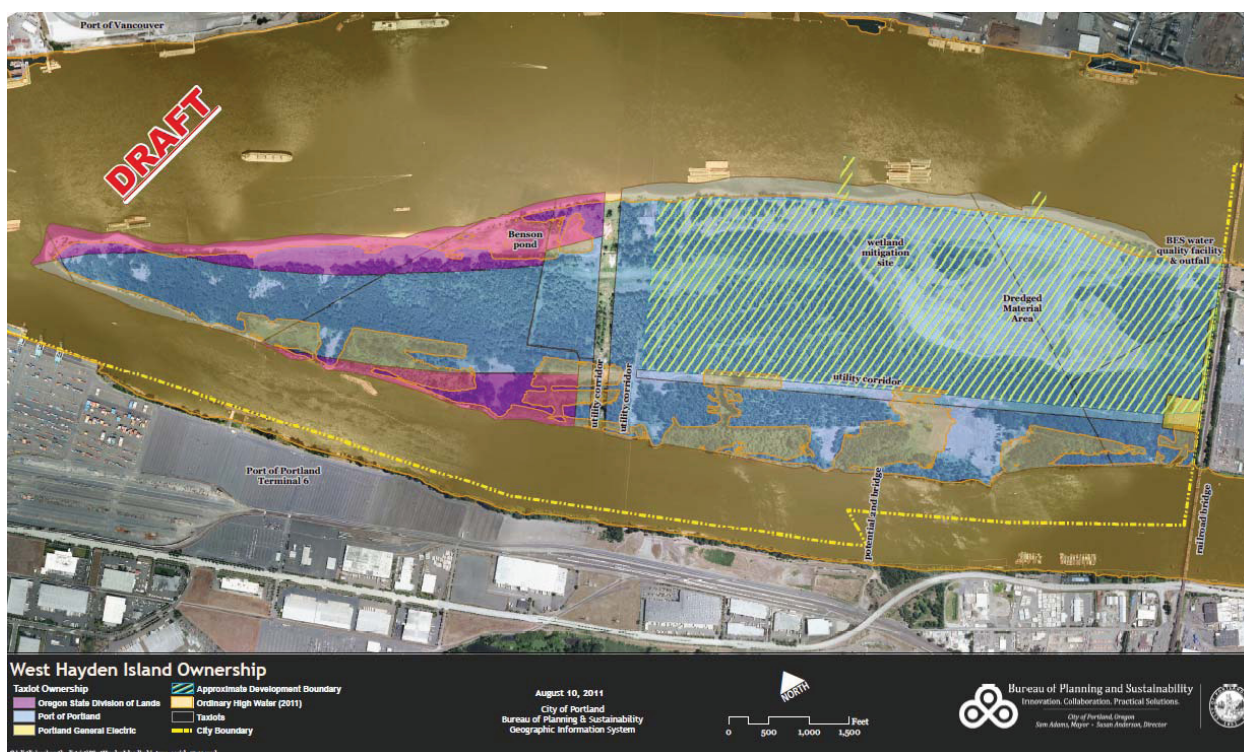 Port of Vancouver
DRAFT
Benson
pond
wetland
mitigation
site
BES water
quality facility
& outfall
Dredged
Material
Area
utility corridor
utility corridor
utility corridor
Port of Portland
Terminal 6
potential 2nd bridge
railroad bridge
West Hayden Island Ownership
Taxlot Ownership
Oregon State Division of Lands
Port of Portland
Portland General Electric
Approximate Development Boundary
Ordinary High Water (2011)
Taxlots
City Boundary
August 10, 2011
City of Portland
Bureau of Planning & Sustainability
Geographic Information System
NORTH
0 500 1,000 1,500 Feet
Bureau of Planning and Sustainability
Innovation. Collaboration. Practical Solutions.
City of Portland, Oregon
Sam Adams, Mayor • Susan Anderson, Director